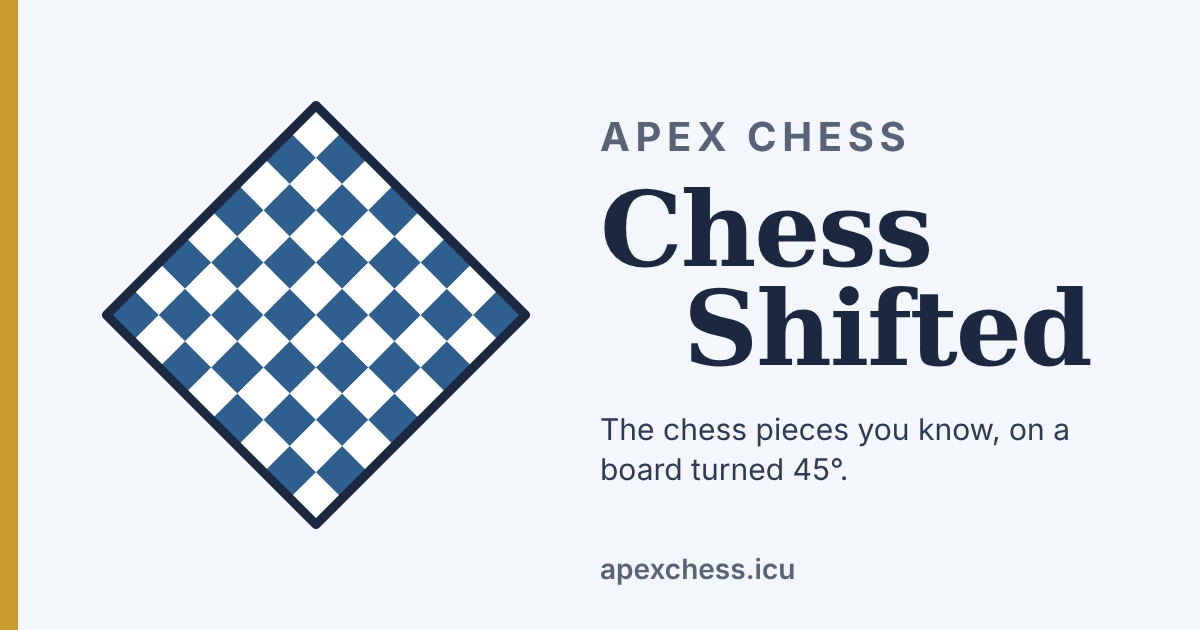 APEX CHESS
Chess
Shifted
The chess pieces you know, on a
board turned 45°.
apexchess.icu